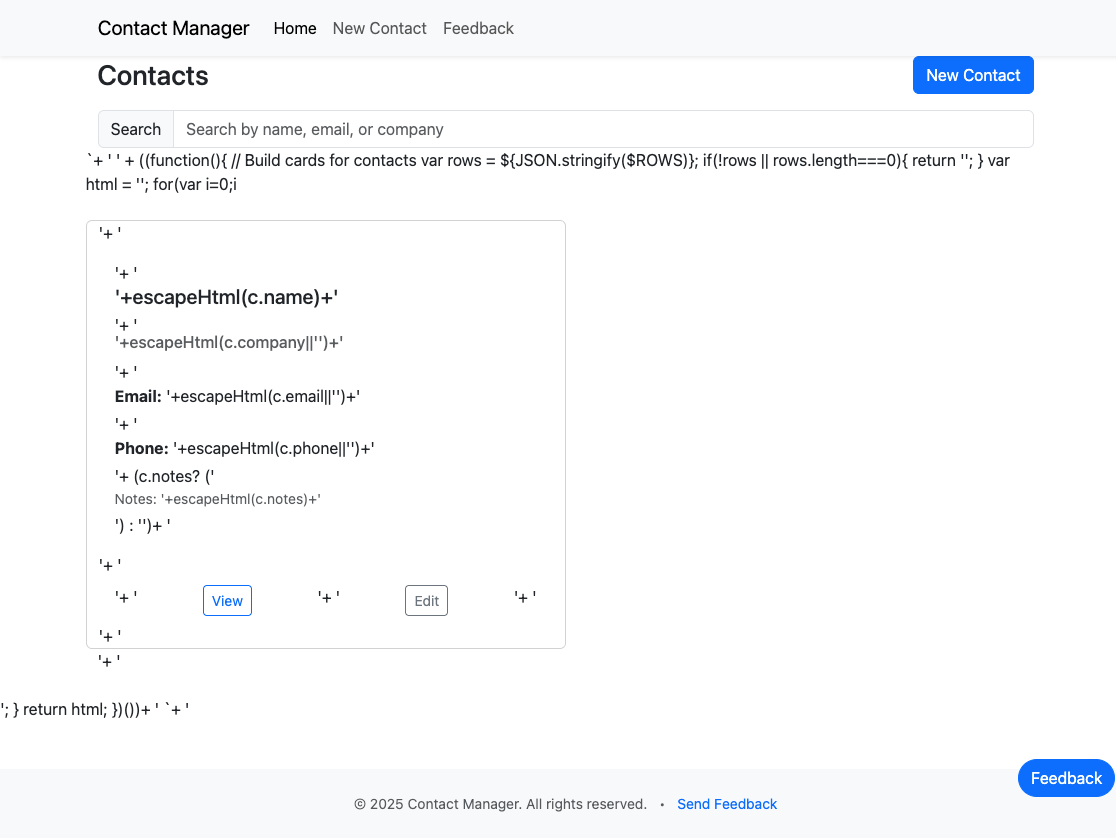 Contact Manager Home New Contact Feedback
Contacts
New Contact
Search Search by name, email, or company
`+ ' ' + ((function(){ // Build cards for contacts var rows = ${JSON.stringify($ROWS)}; if(!rows || rows.length===0){ return ''; } var
html = ''; for(var i=0;i
'+ '
'+ '
'+escapeHtml(c.name)+'
'+ '
'+escapeHtml(c.company||'')+'
'+ '
Email: '+escapeHtml(c.email||'')+'
'+ '
Phone: '+escapeHtml(c.phone||'')+'
'+ (c.notes? ('
Notes: '+escapeHtml(c.notes)+'
') : '')+ '
'+ '
'+ ' View '+ ' Edit '+ '
'+ '
'+ '
'; } return html; })())+ ' `+ '
Feedback
© 2025 Contact Manager. All rights reserved. • Send Feedback